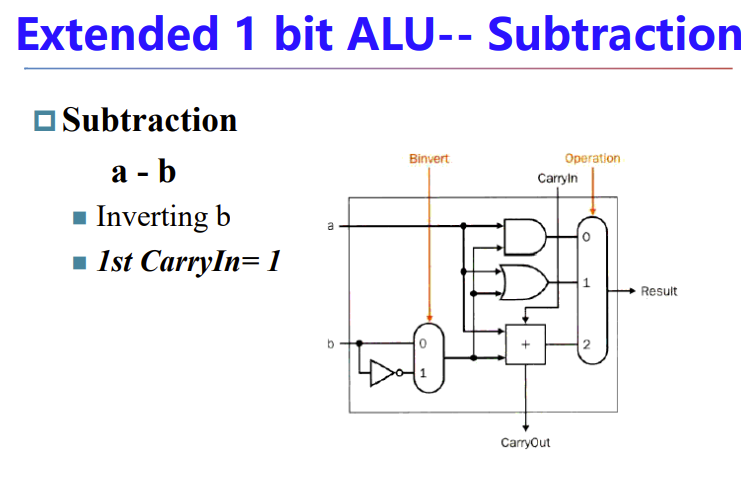 Extended 1 bit ALU-- Subtraction
Subtraction
a - b
Inverting b
1st CarryIn= 1
Binvert
Operation
CarryIn
a
0
1
Result
b
0
+
2
1
CarryOut